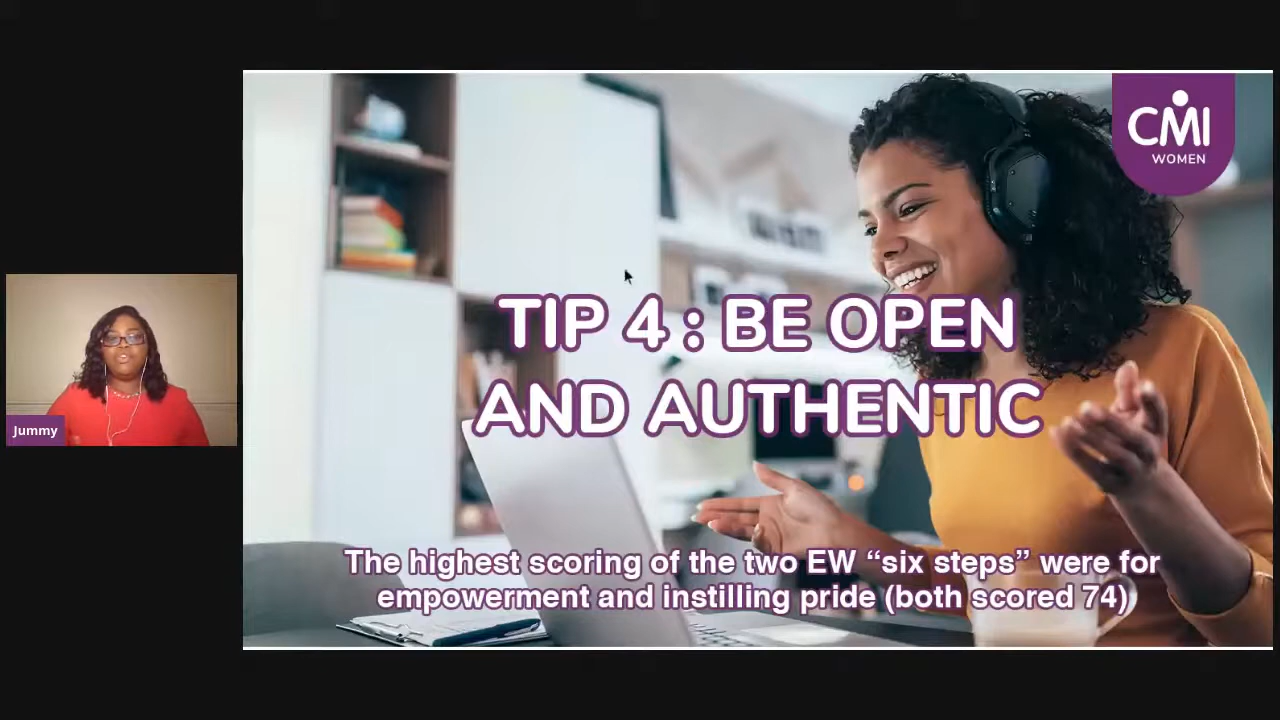 CMI
WOMEN
TIP 4 : BE OPEN
AND AUTHENTIC
Jummy
The highest scoring of the two EW “six steps” were for
empowerment and instilling pride (both scored 74)